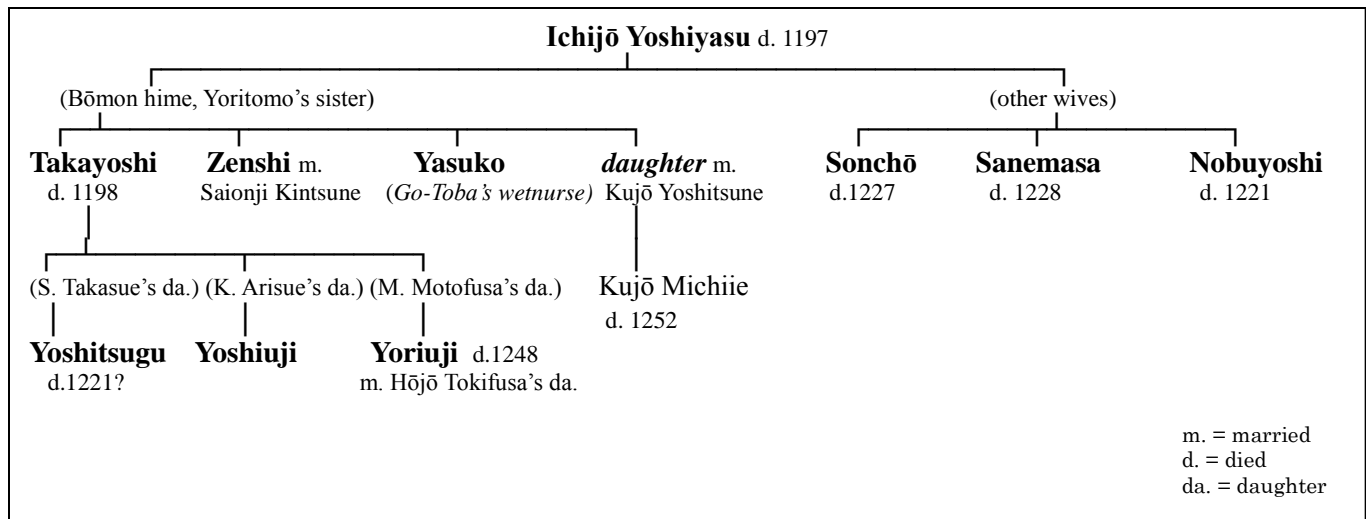 Ichijō Yoshiyasu d. 1197
(Bōmon hime, Yoritomo’s sister) (other wives)
Takayoshi Zenshi m. Yasuko daughter m. Sonchō Sanemasa Nobuyoshi
d. 1198 Saionji Kintsune (Go-Toba’s wetnurse) Kujō Yoshitsune d.1227 d. 1228 d. 1221
(S. Takasue’s da.) (K. Arisue’s da.) (M. Motofusa’s da.) Kujō Michiie
d. 1252
Yoshitsugu Yoshiuji Yoriuji d.1248
d.1221? m. Hōjō Tokifusa’s da.
m. = married
d. = died
da. = daughter